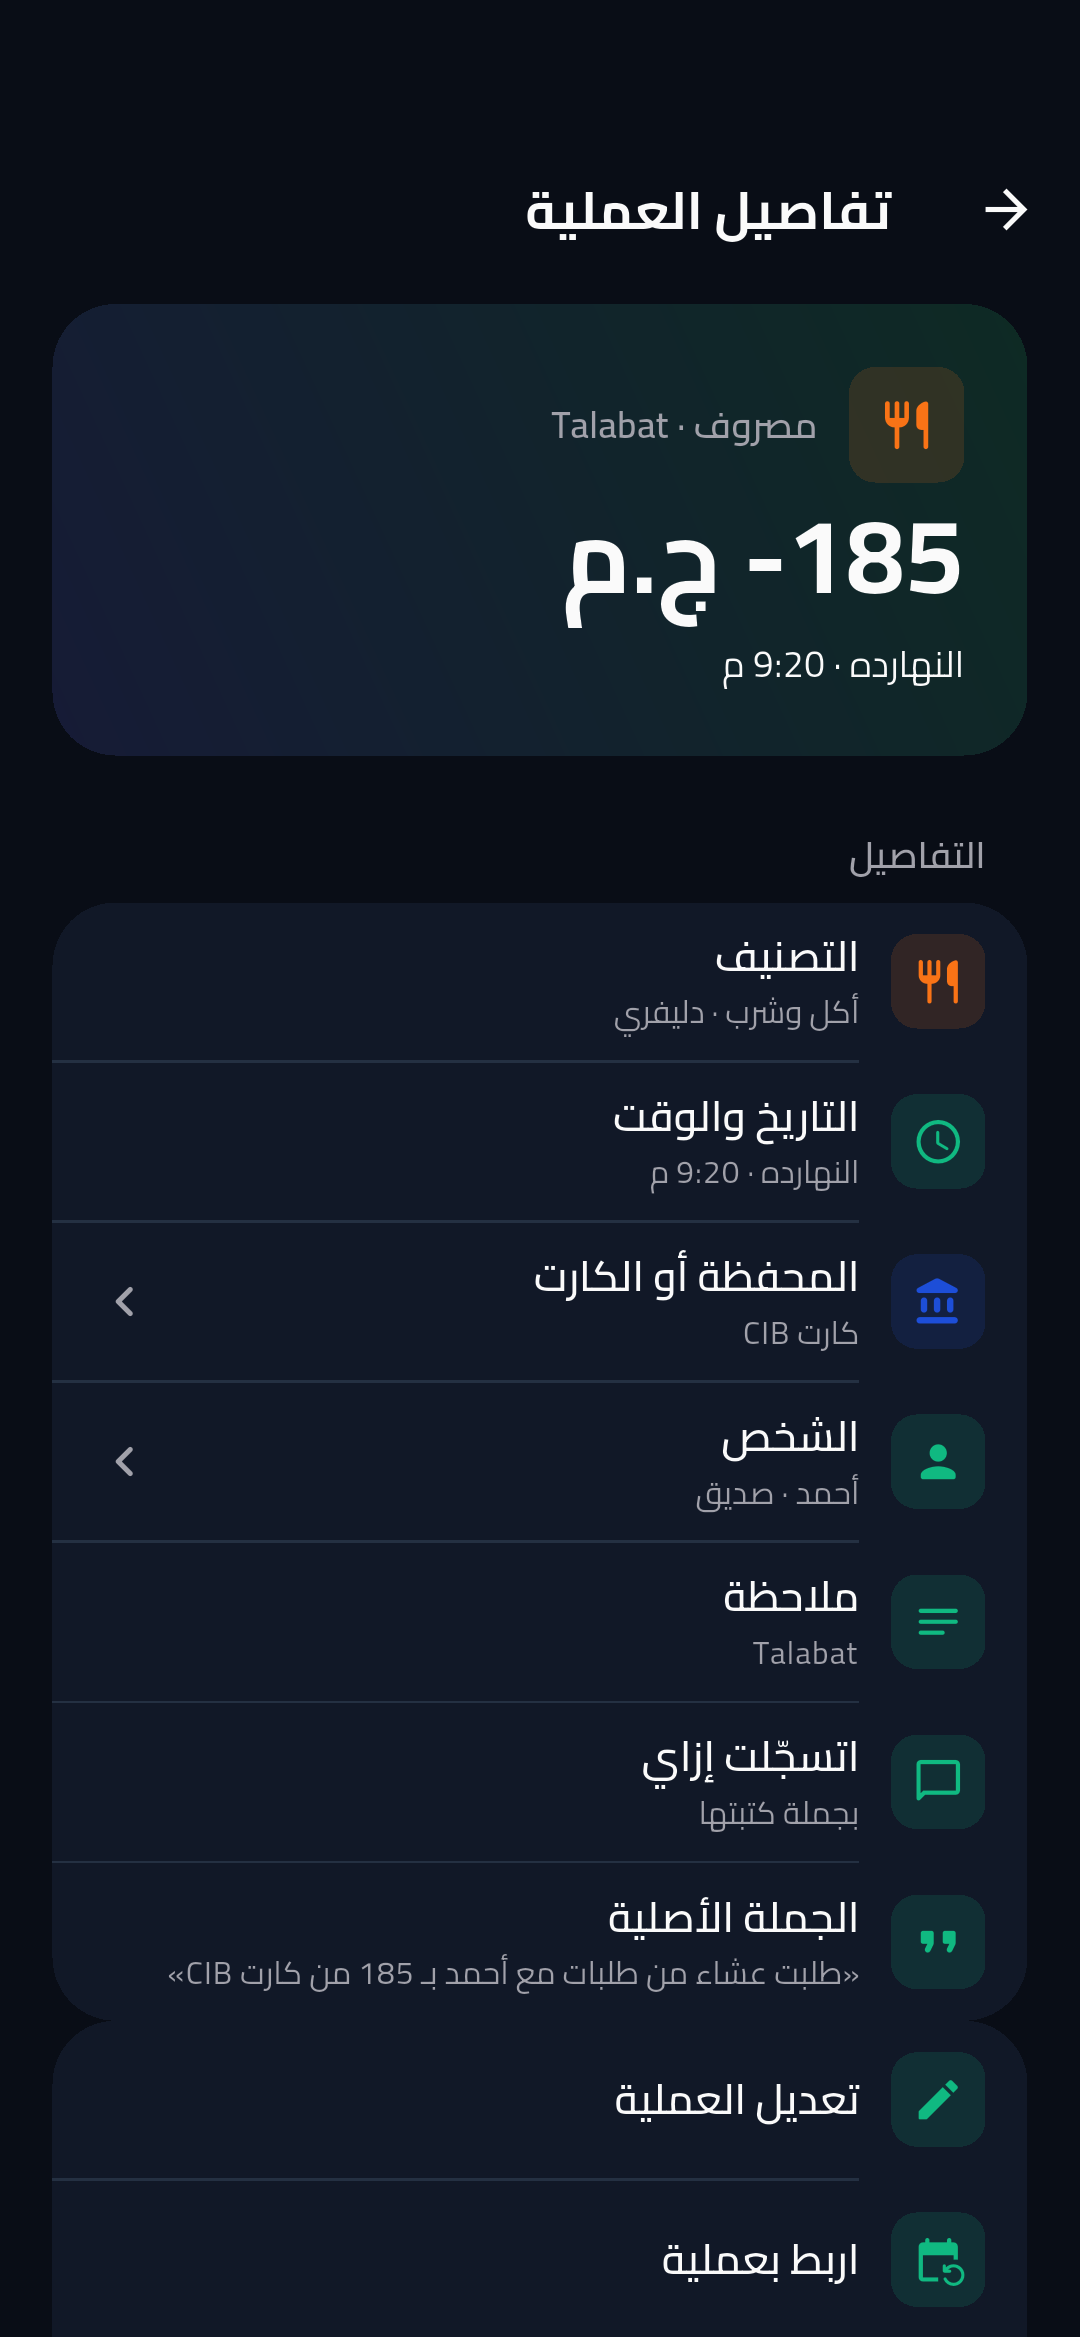 تفاصيل العملية
مصروف · Talabat
185- ج.م
النهارده · 9:20 م
التفاصيل
التصنيف
أكل وشرب · دليفري
التاريخ والوقت
النهارده · 9:20 م
المحفظة أو الكارت
كارت CIB
الشخص
أحمد · صديق
ملاحظة
Talabat
اتسجّلت إزاي
بجملة كتبتها
الجملة الأصلية
«طلبت عشاء من طلبات مع أحمد بـ 185 من كارت CIB»
تعديل العملية
اربط بعملية